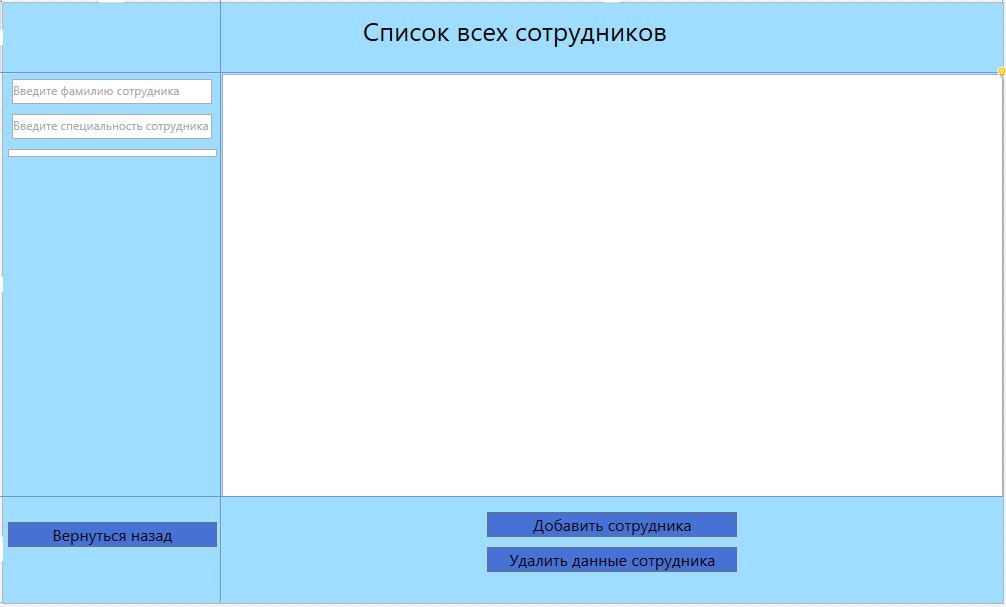 Список всех сотрудников
Введите фамилию сотрудника
Введите специальность сотрудника
Вернуться назад
Добавить сотрудника
Удалить данные сотрудника